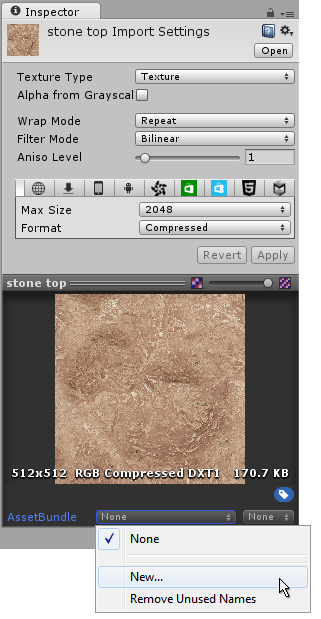 Inspector
stone top Import Settings
Open
Texture Type
Texture
Alpha from Grayscal
Wrap Mode
Repeat
Filter Mode
Bilinear
Aniso Level
1
Max Size
2048
Format
Compressed
Revert
Apply
stone top
512x512 RGB Compressed DXT1 170.7 KB
AssetBundle
None
None
None
New...
Remove Unused Names